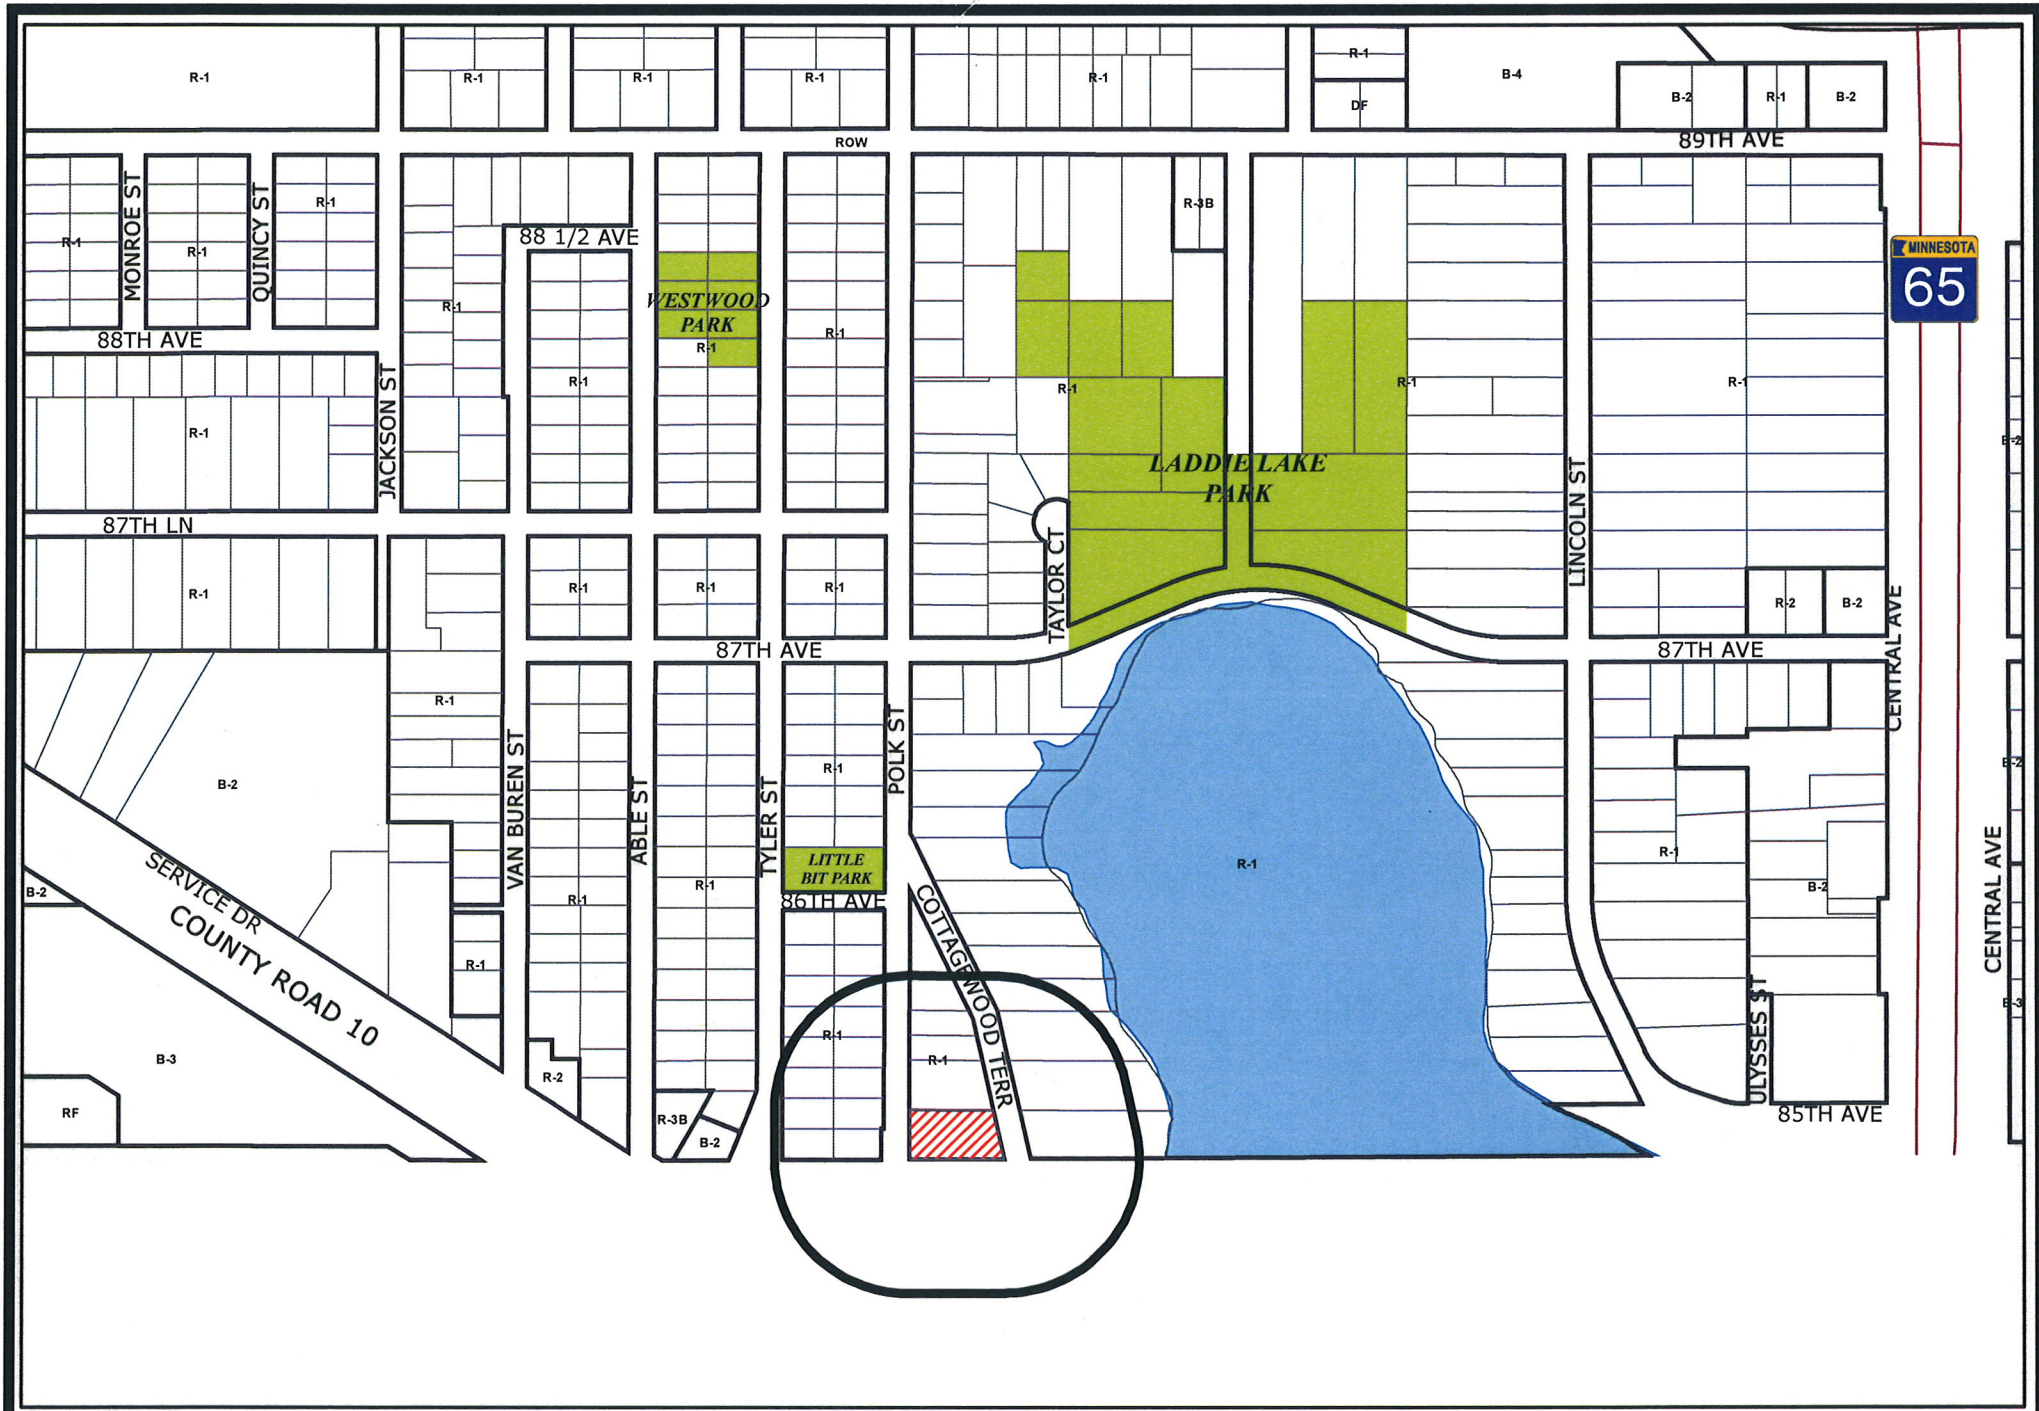 R-1
R-1
R-1
R-1
R-1
R-1
DF
B-4
B-2
R-1
B-2
ROW
89TH AVE
MONROE ST
QUINCY ST
R-1
R-1
R-1
88 1/2 AVE
R-1
R-1
WESTWOOD
PARK
R-1
R-1
R-3B
R-1
R-1
R-1
MINNESOTA
65
88TH AVE
R-1
JACKSON ST
LADDIE LAKE
PARK
LINCOLN ST
B-2
87TH LN
R-1
R-1
R-1
R-1
TAYLOR CT
R-2
B-2
CENTRAL AVE
87TH AVE
87TH AVE
R-1
B-2
VAN BUREN ST
ABLE ST
TYLER ST
R-1
POLK ST
B-2
R-1
R-1
LITTLE
BIT PARK
86TH AVE
R-1
R-1
B-2
CENTRAL AVE
SERVICE DR
COUNTY ROAD 10
B-2
R-1
COTTAGEWOOD TERR
R-1
R-1
B-3
ULYSSES ST
B-3
RF
R-2
R-3B
B-2
85TH AVE